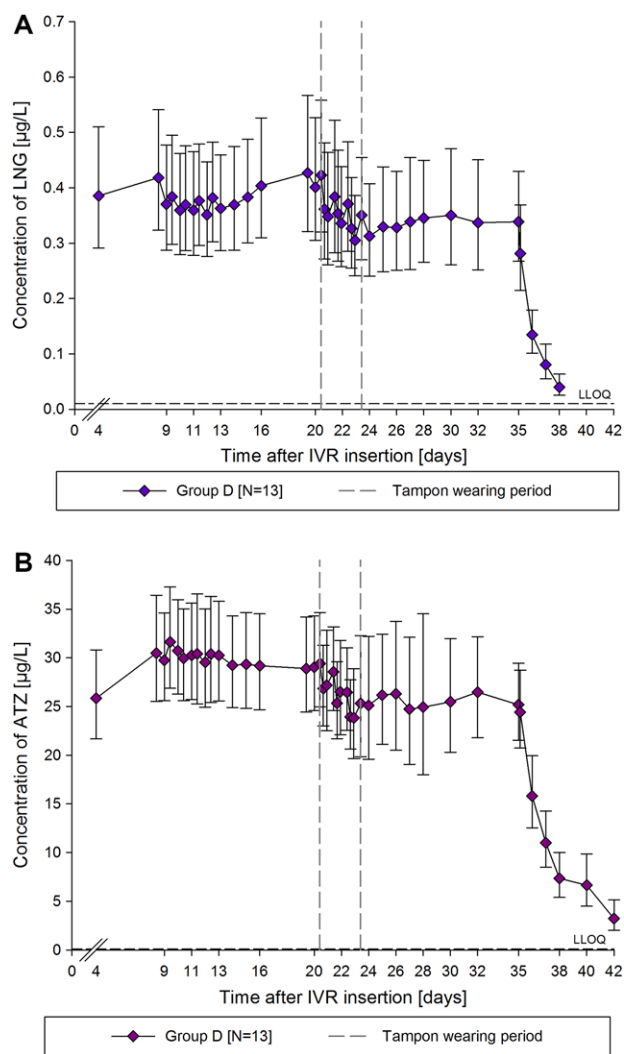 A
Concentration of LNG [µg/L]
0.7
0.6
0.5
0.4
0.3
0.2
0.1
0.0
LLOQ
0 4 9 11 13 16 20 22 24 26 28 30 32 35 38 42
Time after IVR insertion [days]
Group D [N=13] Tampon wearing period
B
Concentration of ATZ [µg/L]
40
35
30
25
20
15
10
5
0
LLOQ
0 4 9 11 13 16 20 22 24 26 28 30 32 35 38 42
Time after IVR insertion [days]
Group D [N=13] Tampon wearing period